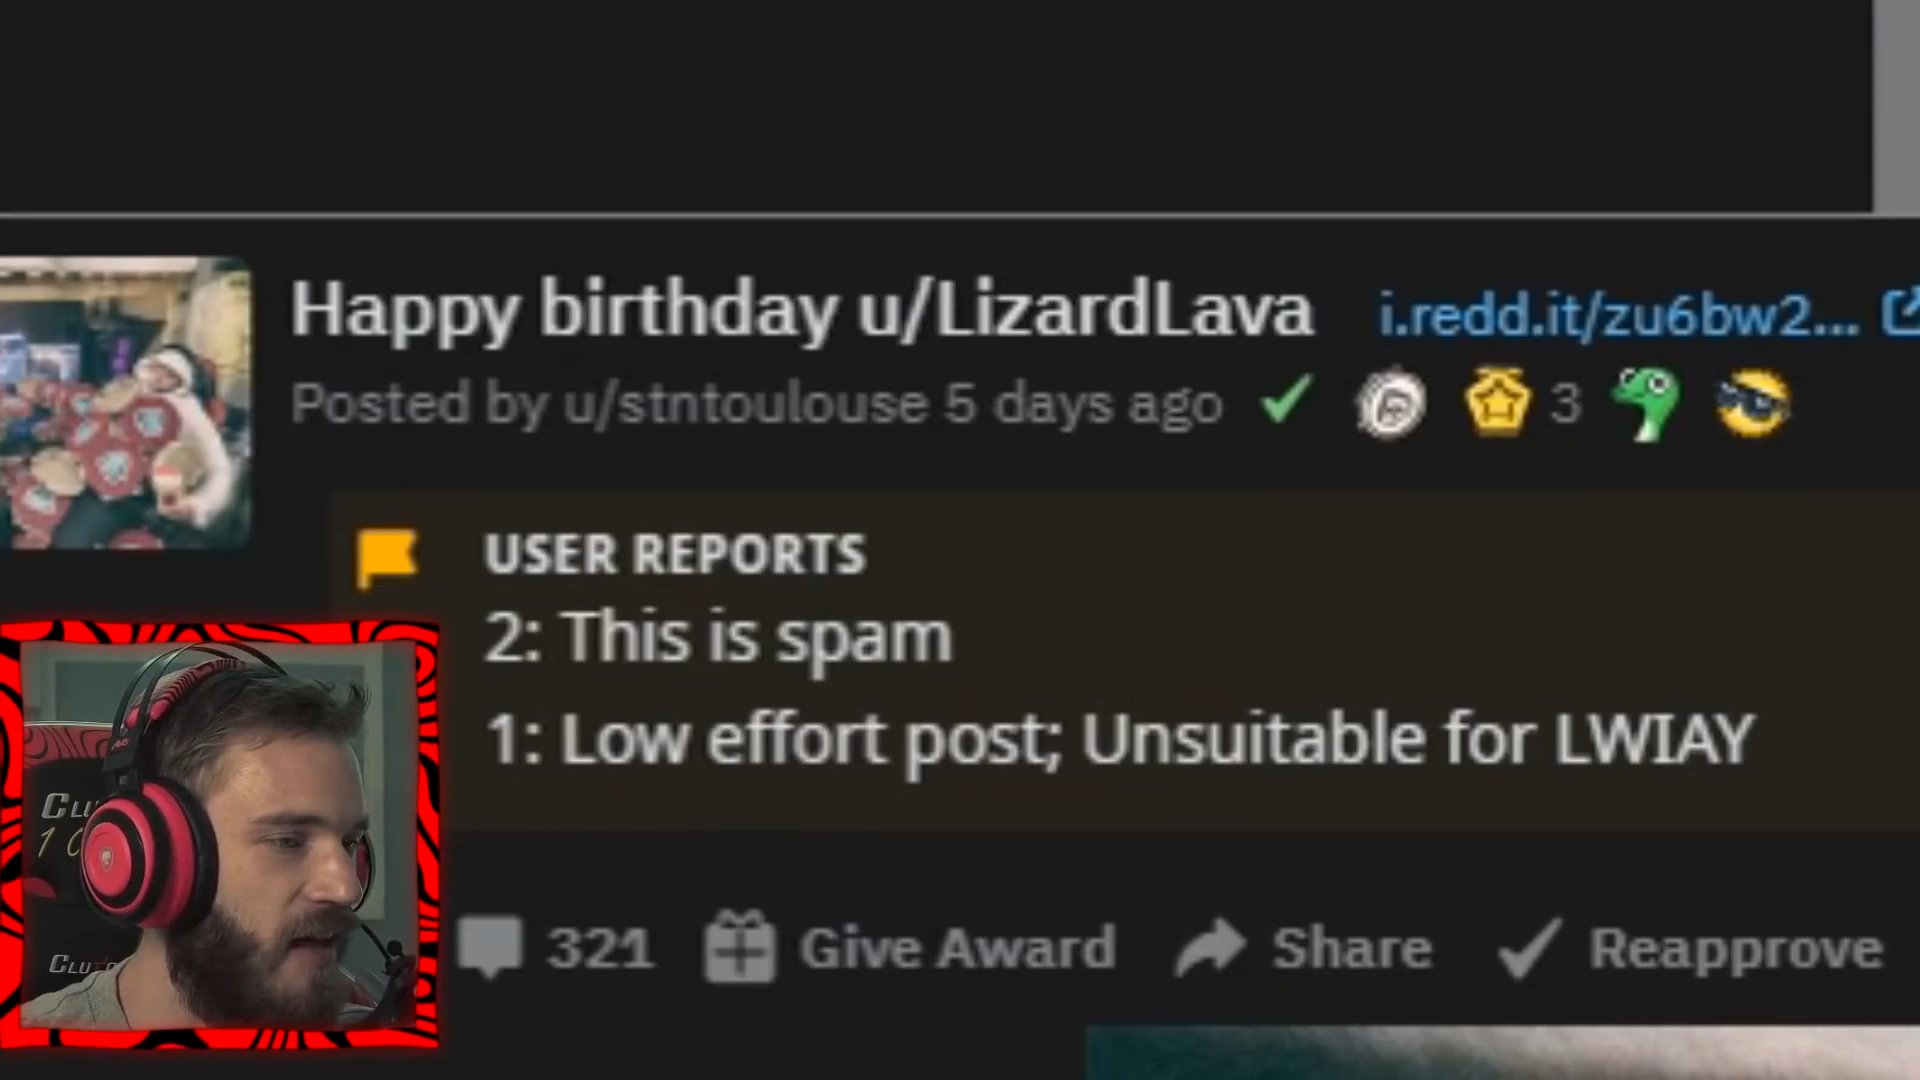 Happy birthday u/LizardLava i.redd.it/zu6bw2...
Posted by u/stntoulouse 5 days ago 3
USER REPORTS
2: This is spam
1: Low effort post; Unsuitable for LWIAY
321 Give Award Share Reapprove